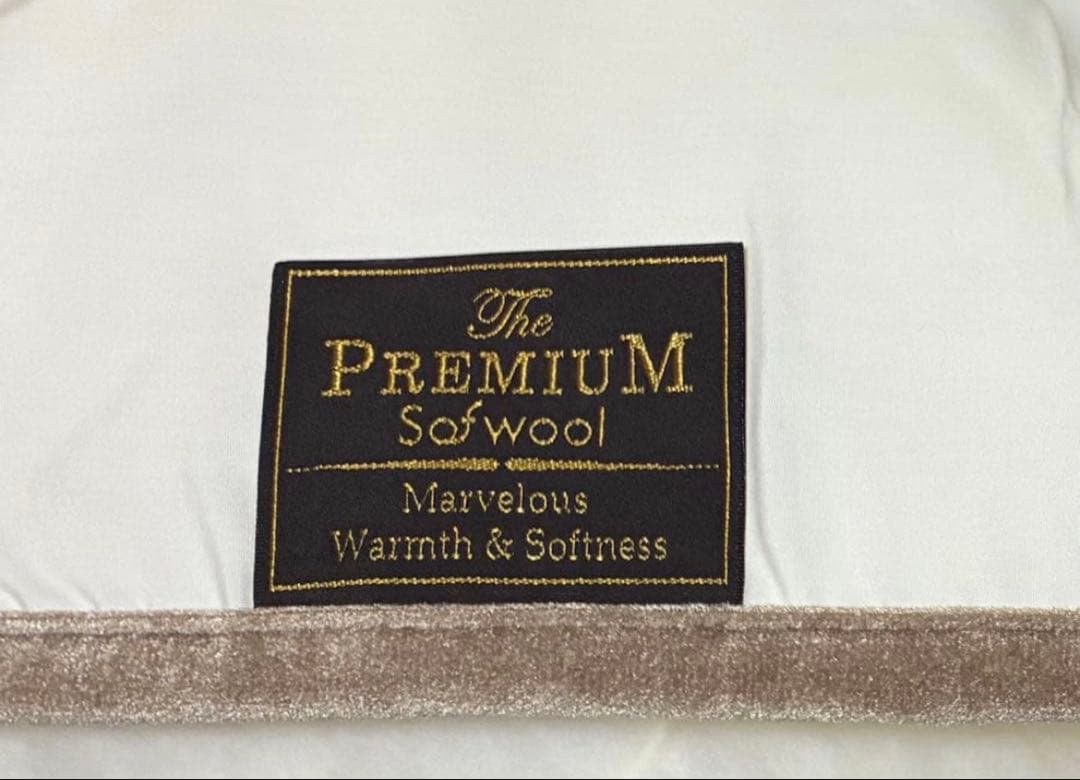 The
PREMIUM
Sofwool
Marvelous
Warmth & Softness